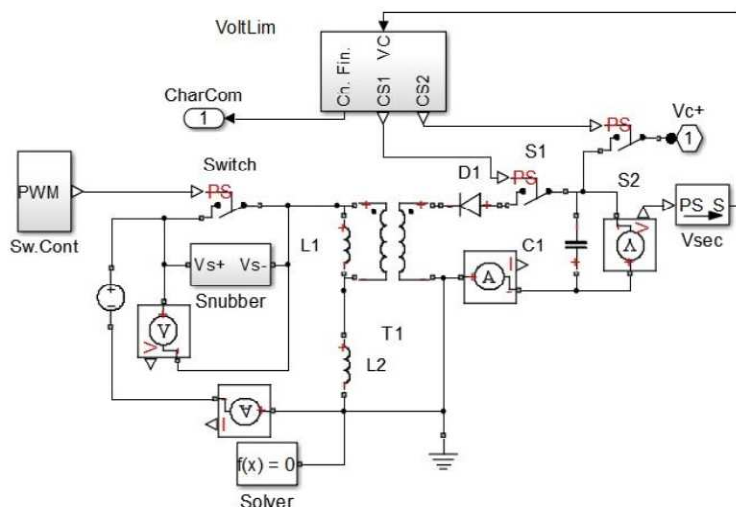 VoltLim
VC
Ch. Fin.
CS1
CS2
CharCom
1
Vc+
1
PS
S1
Switch
D1
PS
PWM
PS
S2
PS S
Sw.Cont
L1
C1
V
V
Vsec
Vs+ Vs-
I
A
Snubber
V
V
T1
L2
A
I
f(x) = 0
Solver